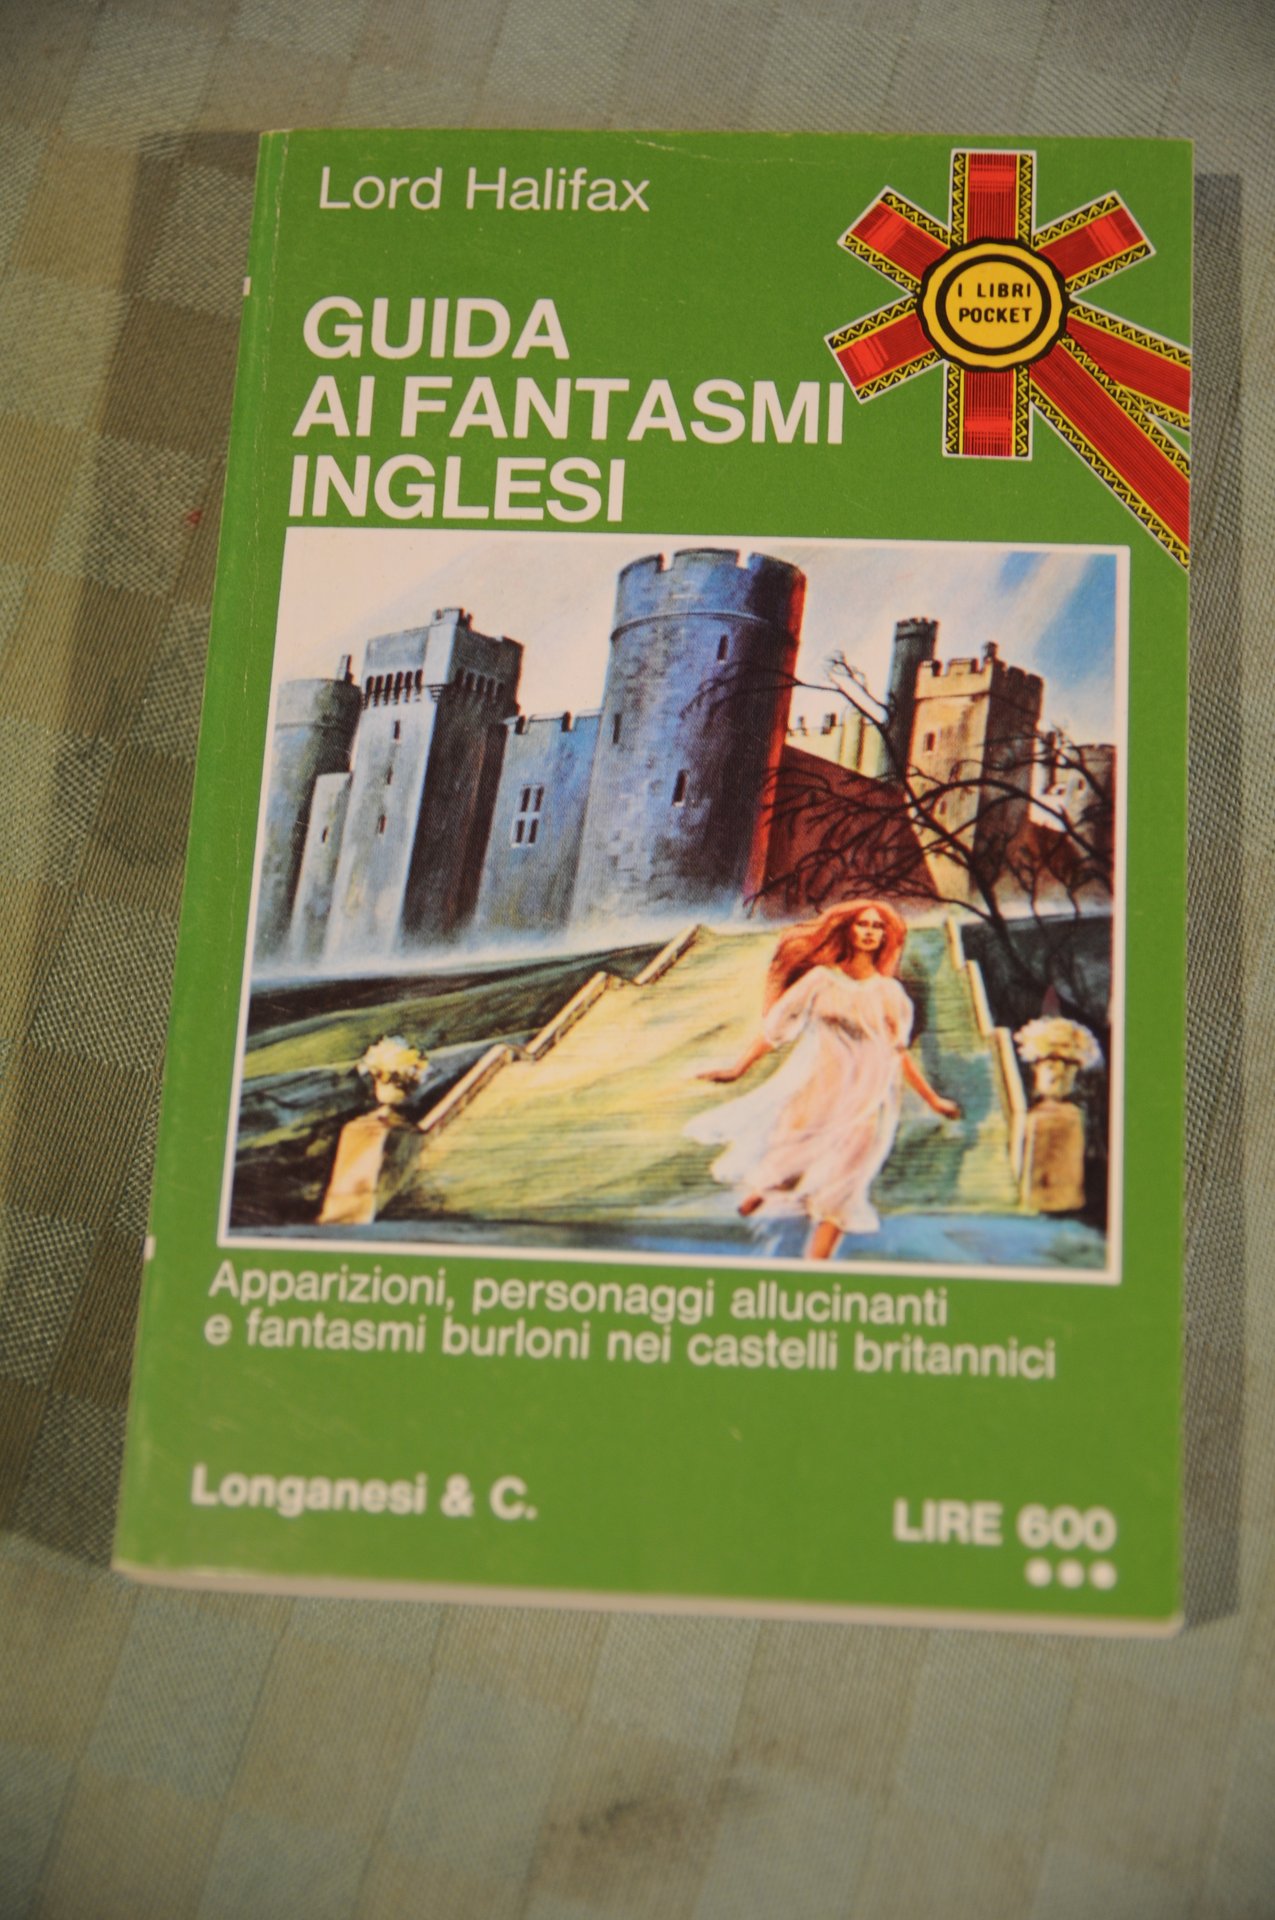 Lord Halifax
I LIBRI
POCKET
GUIDA
AI FANTASMI
INGLESI
Apparizioni, personaggi allucinanti
e fantasmi burloni nei castelli britannici
Longanesi & C.
LIRE 600